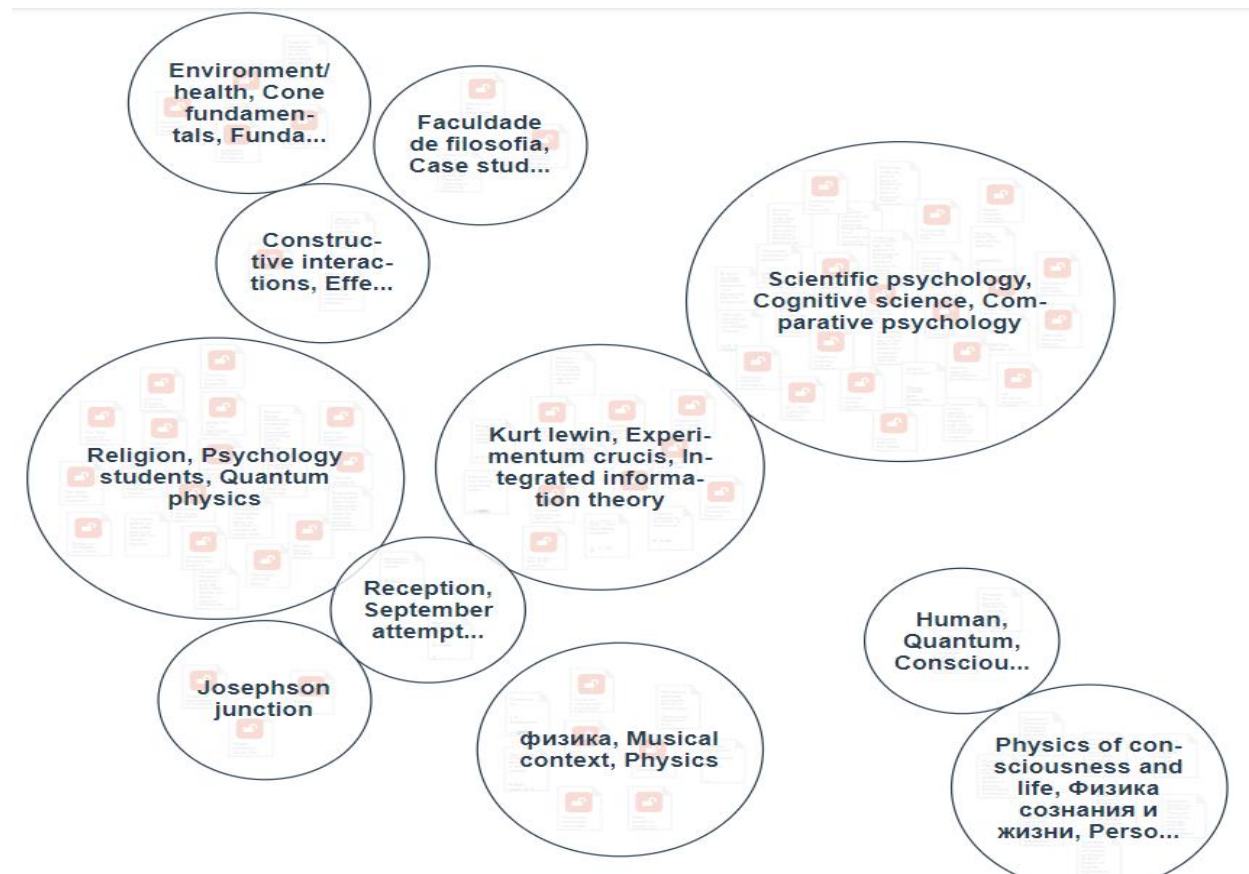 Environment/
health, Cone
fundamen-
tals, Funda...
Faculdade
de filosofia,
Case stud...
Construc-
tive interac-
tions, Effe...
Scientific psychology,
Cognitive science, Com-
parative psychology
Religion, Psychology
students, Quantum
physics
Kurt lewin, Experi-
mentum crucis, In-
tegrated informa-
tion theory
Reception,
September
attempt...
Human,
Quantum,
Consciou...
Josephson
junction
физика, Musical
context, Physics
Physics of con-
sciousness and
life, Физика
сознания и
жизни, Perso...